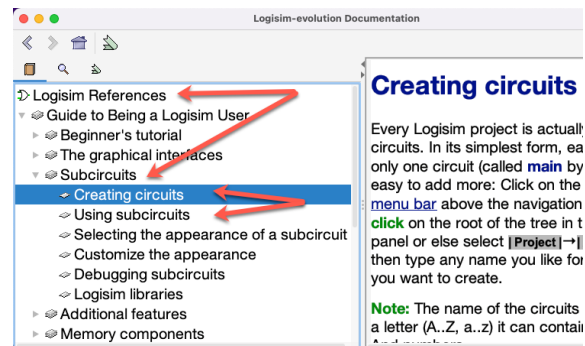 Logisim-evolution Documentation
Logisim References
Guide to Being a Logisim User
Beginner's tutorial
The graphical interfaces
Subcircuits
Creating circuits
Using subcircuits
Selecting the appearance of a subcircuit
Customize the appearance
Debugging subcircuits
Logisim libraries
Additional features
Memory components
Creating circuits
Every Logisim project is actually
circuits. In its simplest form, ea
only one circuit (called main by
easy to add more: Click on the
menu bar above the navigation
click on the root of the tree in t
panel or else select |Project|→|
then type any name you like for
you want to create.
Note: The name of the circuits
a letter (A..Z, a..z) it can contain